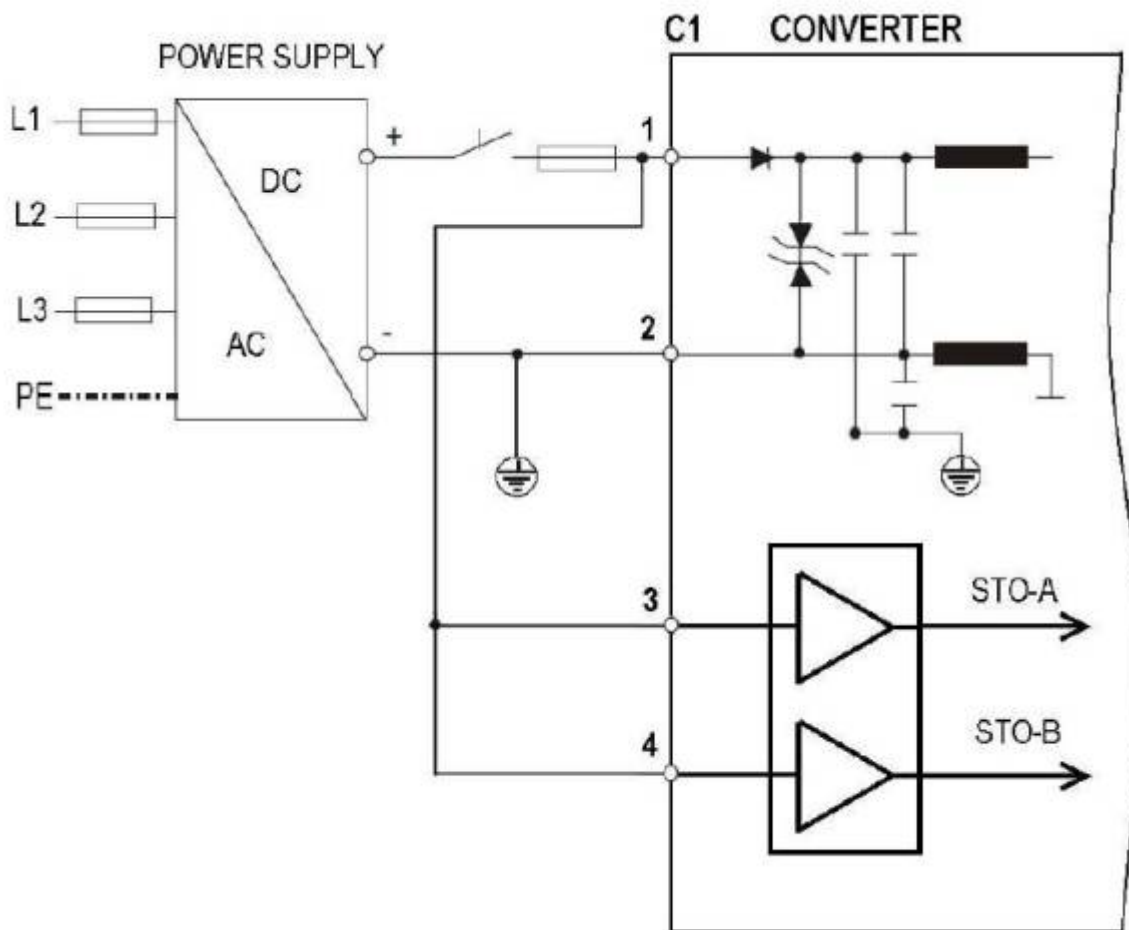 C1 CONVERTER
POWER SUPPLY
L1
+
1
DC
L2
L3
AC
-
2
PE
3
STO-A
4
STO-B